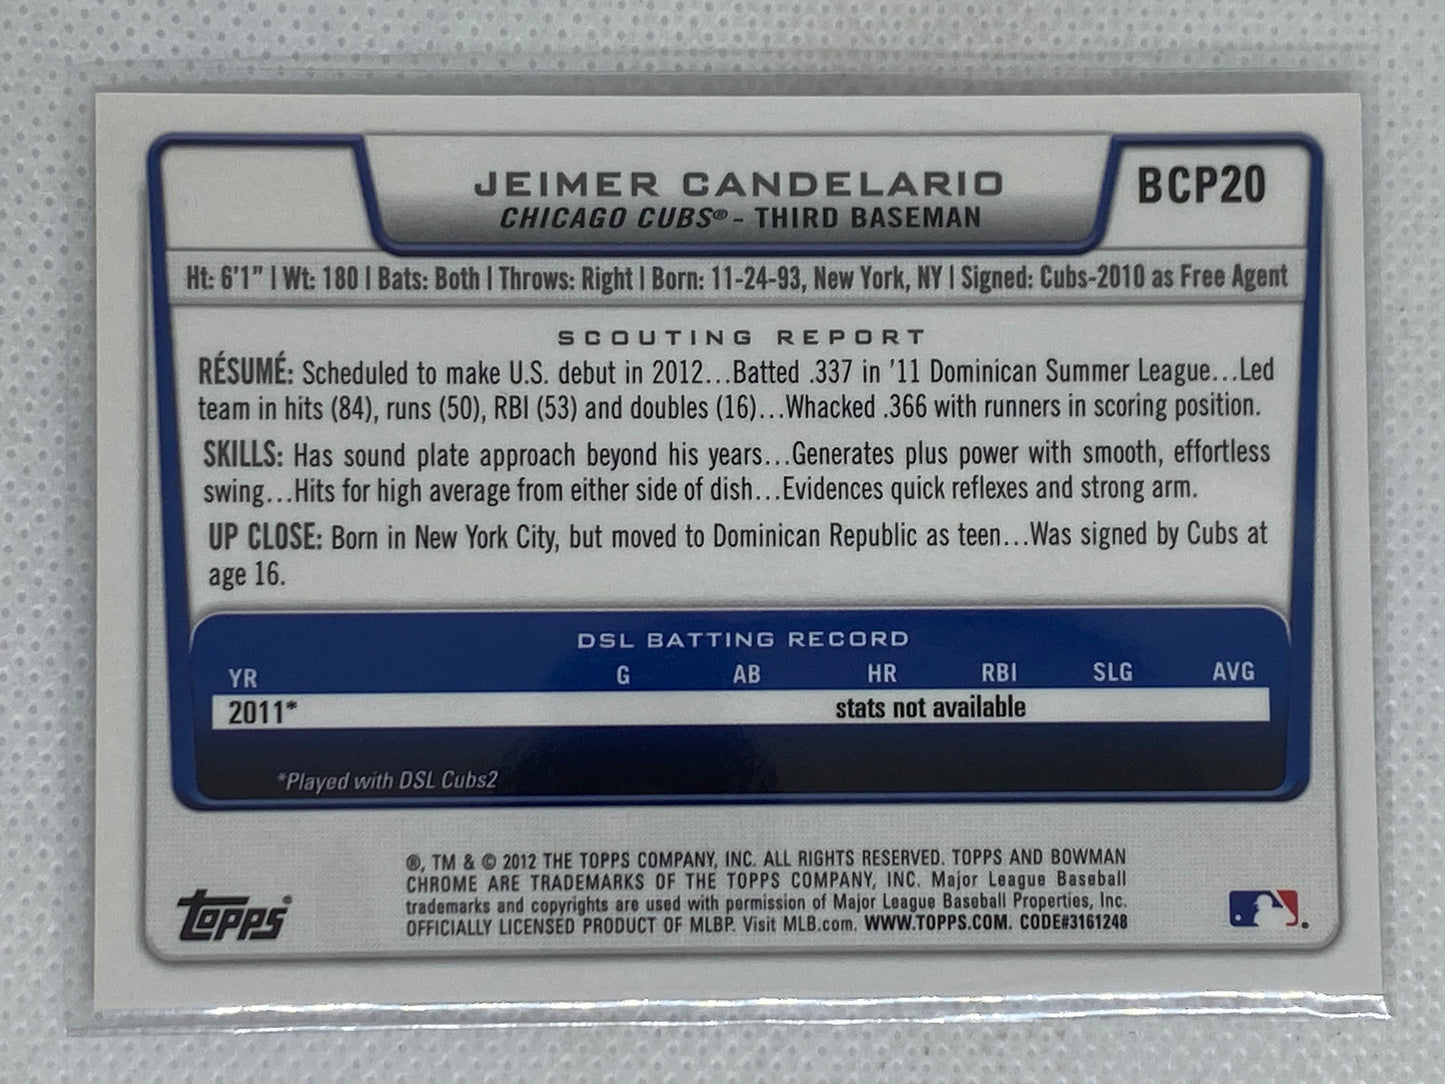 JEIMER CANDELARIO
BCP20
CHICAGO CUBS® - THIRD BASEMAN
Ht: 6'1" | Wt: 180 | Bats: Both | Throws: Right | Born: 11-24-93, New York, NY | Signed: Cubs-2010 as Free Agent
SCOUTING REPORT
RÉSUMÉ: Scheduled to make U.S. debut in 2012...Batted .337 in '11 Dominican Summer League...Led
team in hits (84), runs (50), RBI (53) and doubles (16)...Whacked .366 with runners in scoring position.
SKILLS: Has sound plate approach beyond his years...Generates plus power with smooth, effortless
swing...Hits for high average from either side of dish...Evidences quick reflexes and strong arm.
UP CLOSE: Born in New York City, but moved to Dominican Republic as teen...Was signed by Cubs at
age 16.
DSL BATTING RECORD
YR G AB HR RBI SLG AVG
2011* stats not available
*Played with DSL Cubs2
®, TM & © 2012 THE TOPPS COMPANY, INC. ALL RIGHTS RESERVED. TOPPS AND BOWMAN
CHROME ARE TRADEMARKS OF THE TOPPS COMPANY, INC. Major League Baseball
trademarks and copyrights are used with permission of Major League Baseball Properties, Inc.
OFFICIALLY LICENSED PRODUCT OF MLBP. Visit MLB.com. WWW.TOPPS.COM. CODE#3161248
TOPPS®